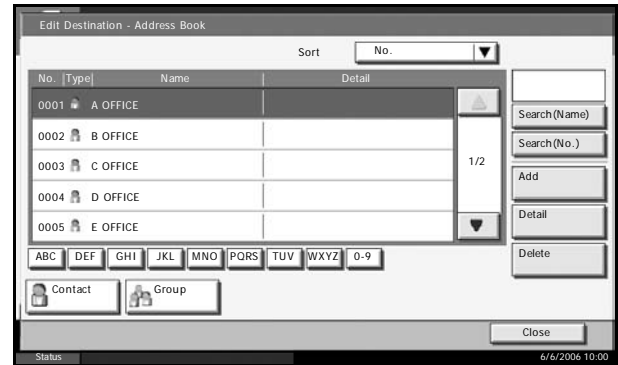 Edit Destination - Address Book
Sort No.
No. Type Name Detail
0001 A OFFICE
0002 B OFFICE
0003 C OFFICE
0004 D OFFICE
0005 E OFFICE
1/2
Search(Name)
Search(No.)
Add
Detail
Delete
ABC DEF GHI JKL MNO PQRS TUV WXYZ 0-9
Contact Group
Close
Status 6/6/2006 10:00